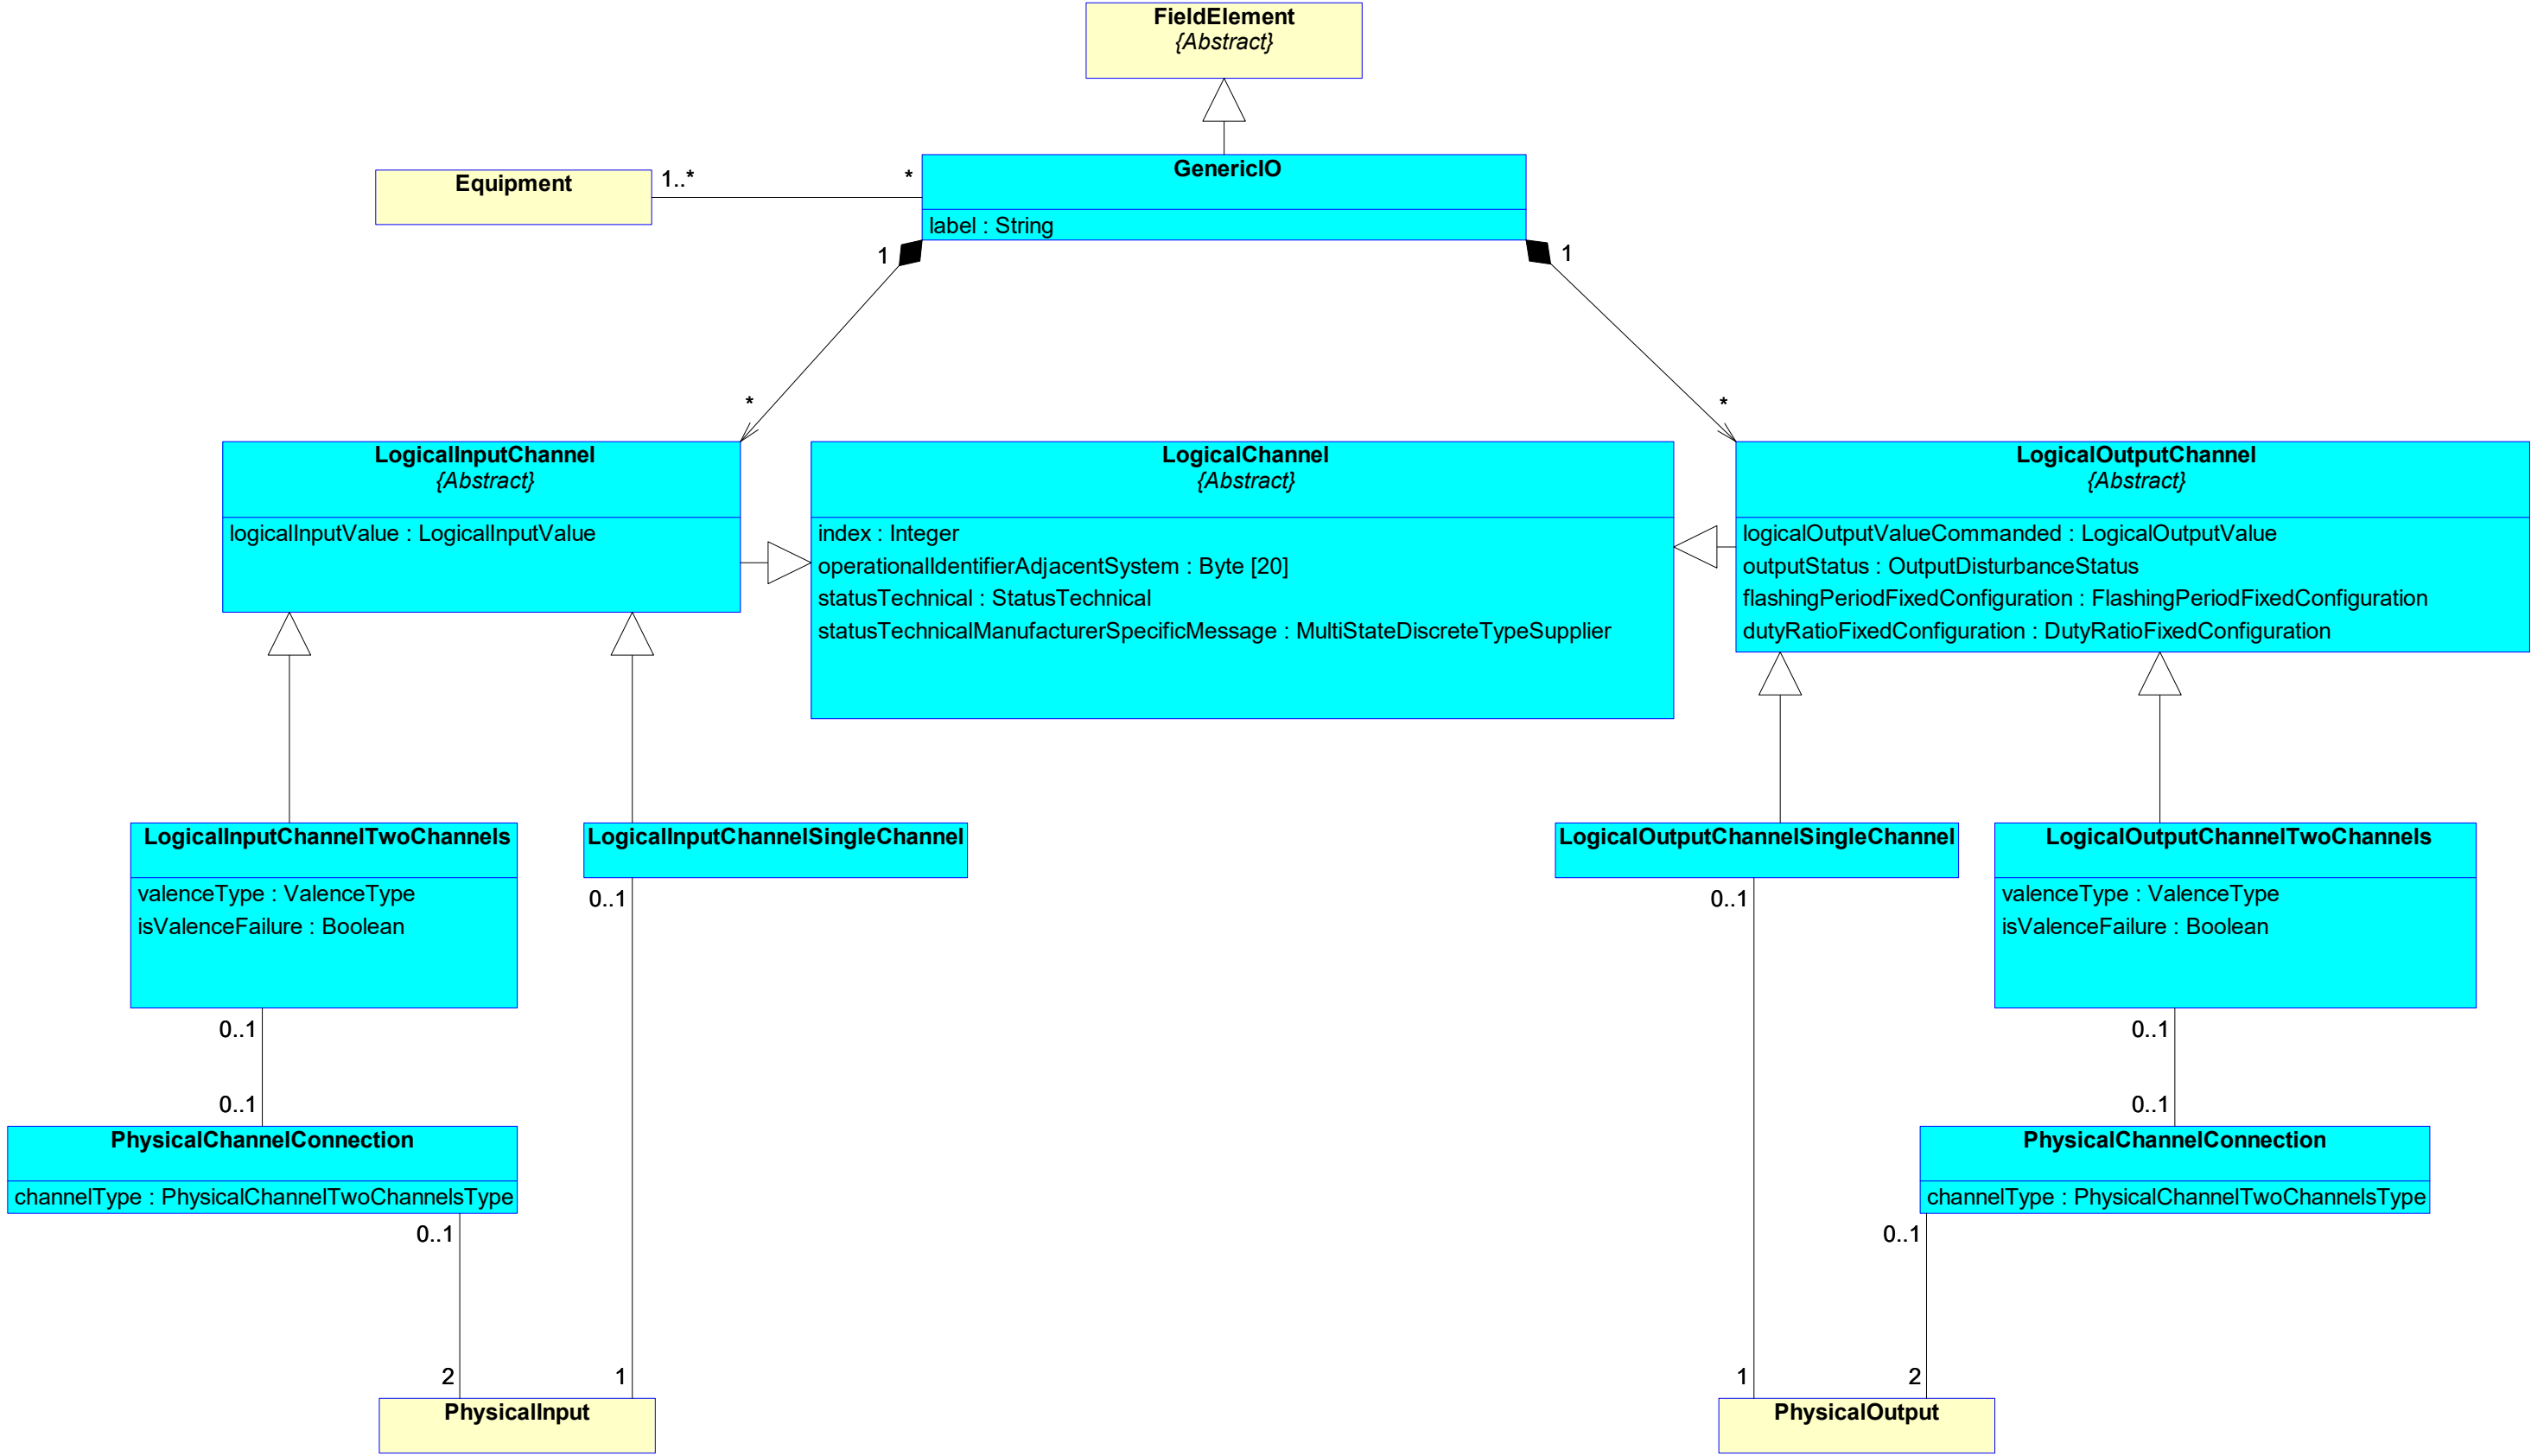 FieldElement
{Abstract}
GenericIO
label : String
Equipment
1..*
*
1
1
*
*
LogicalInputChannel
{Abstract}
logicalInputValue : LogicalInputValue
LogicalChannel
{Abstract}
index : Integer
operationalIdentifierAdjacentSystem : Byte [20]
statusTechnical : StatusTechnical
statusTechnicalManufacturerSpecificMessage : MultiStateDiscreteTypeSupplier
LogicalOutputChannel
{Abstract}
logicalOutputValueCommanded : LogicalOutputValue
outputStatus : OutputDisturbanceStatus
flashingPeriodFixedConfiguration : FlashingPeriodFixedConfiguration
dutyRatioFixedConfiguration : DutyRatioFixedConfiguration
LogicalInputChannelTwoChannels
valenceType : ValenceType
isValenceFailure : Boolean
LogicalInputChannelSingleChannel
LogicalOutputChannelSingleChannel
LogicalOutputChannelTwoChannels
valenceType : ValenceType
isValenceFailure : Boolean
0..1
0..1
0..1
0..1
0..1
0..1
PhysicalChannelConnection
channelType : PhysicalChannelTwoChannelsType
PhysicalChannelConnection
channelType : PhysicalChannelTwoChannelsType
0..1
0..1
2
1
1
2
PhysicalInput
PhysicalOutput